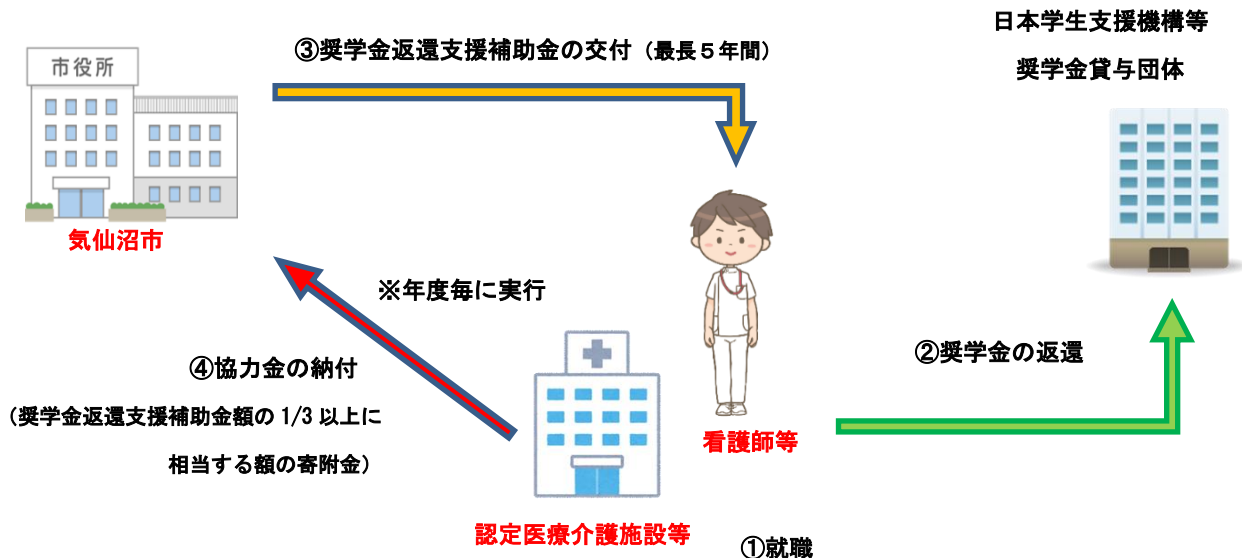 日本学生支援機構等
奨学金貸与団体
③奨学金返還支援補助金の交付（最長５年間）
市役所
気仙沼市
※年度毎に実行
②奨学金の返還
④協力金の納付
（奨学金返還支援補助金額の 1/3 以上に
相当する額の寄附金）
看護師等
認定医療介護施設等
①就職